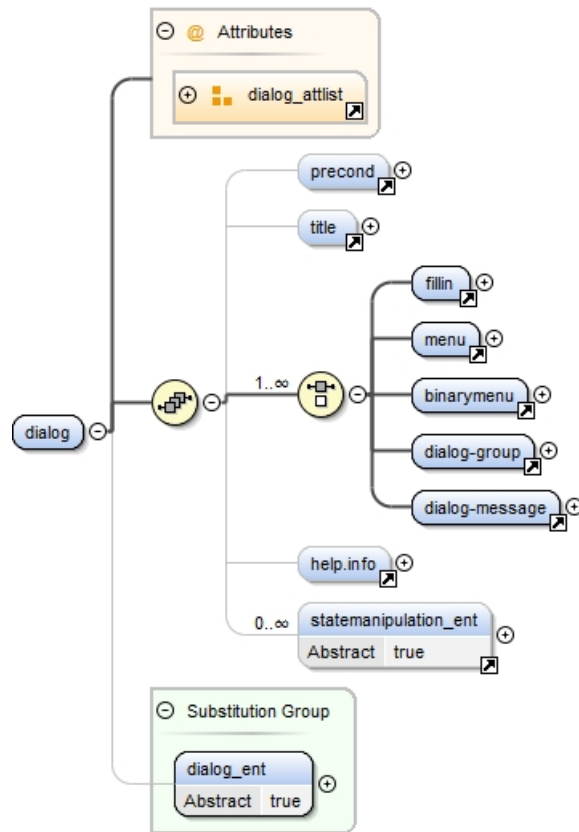 @ Attributes
dialog_attlist
precond
title
fillin
menu
1..∞
binarymenu
dialog
dialog-group
dialog-message
help.info
0..∞
statemanipulation_ent
Abstract true
Substitution Group
dialog_ent
Abstract true